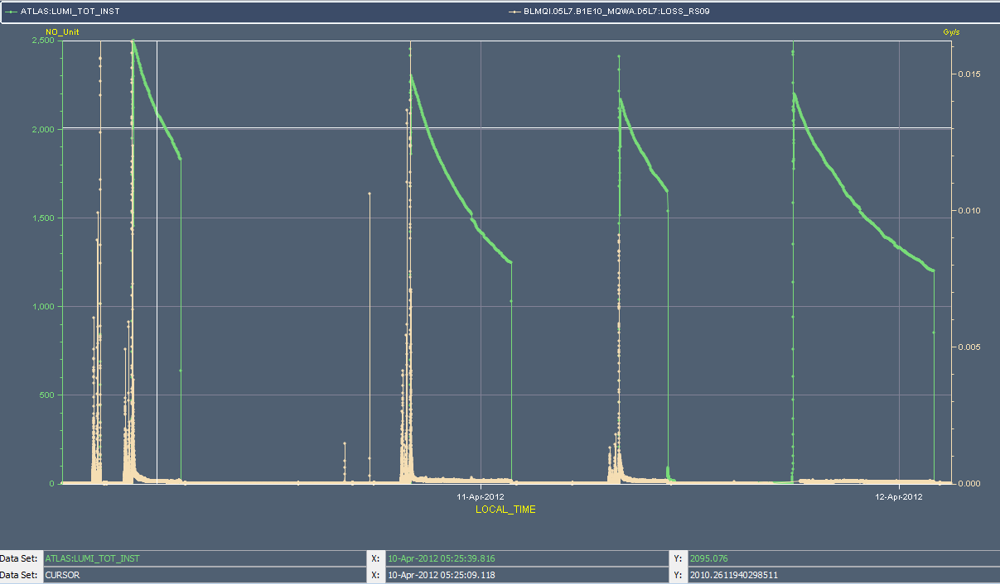 ATLAS:LUMI_TOT_INST BLMQI.05L7.B1E10_MQWA.D5L7:LOSS_RS09
NO_Unit Gy/s
2,500
0.015
2,000
1,500
0.010
1,000
0.005
500
0 0.000
11-Apr-2012 12-Apr-2012
LOCAL_TIME
Data Set: ATLAS:LUMI_TOT_INST X: 10-Apr-2012 05:25:39.816 Y: 2095.076
Data Set: CURSOR X: 10-Apr-2012 05:25:09.118 Y: 2010.2611940298511